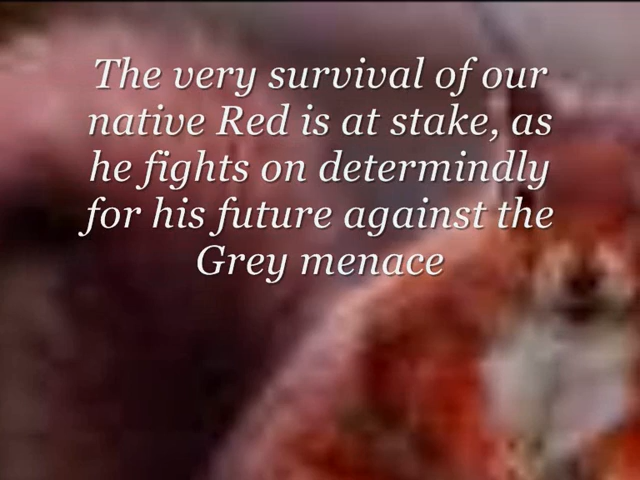 The very survival of our
native Red is at stake, as
he fights on determindly
for his future against the
Grey menace